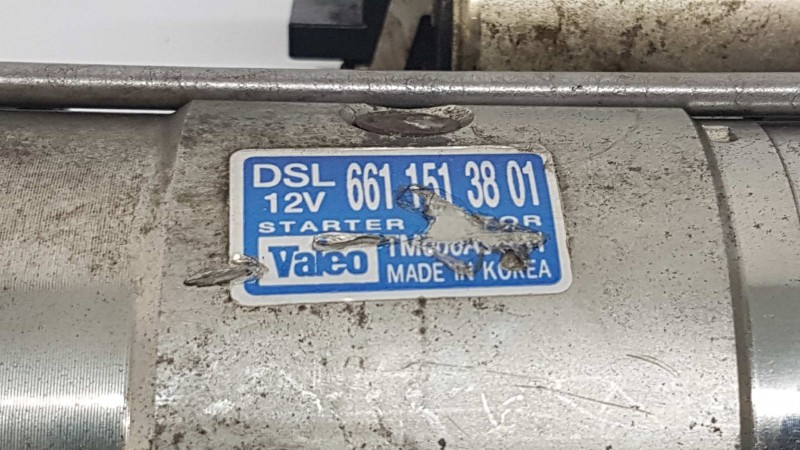 DSL 661 151 38 01
12V
STARTER
Valeo
MADE IN KOREA